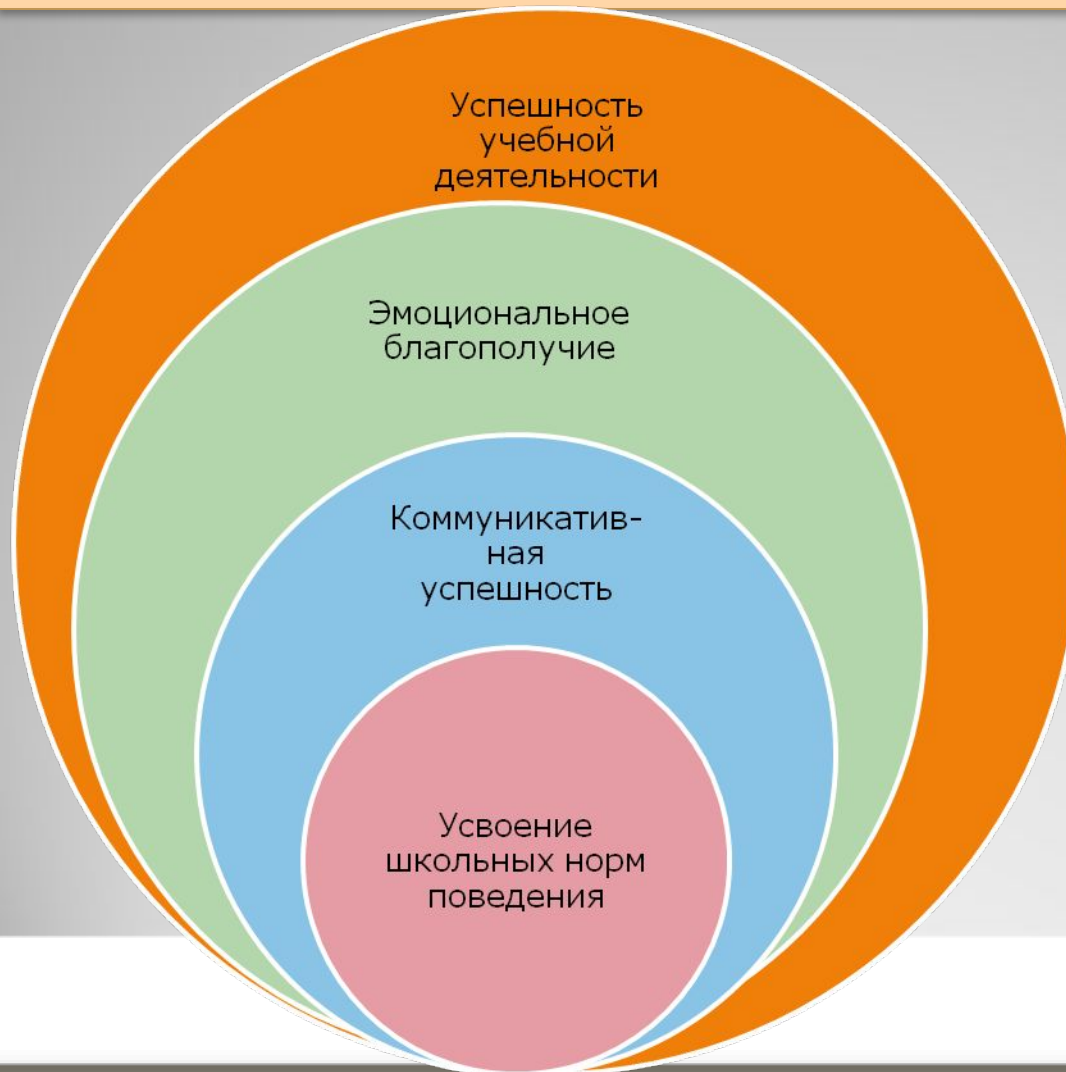 Успешность
учебной
деятельности
Эмоциональное
благополучие
Коммуникатив-
ная
успешность
Усвоение
школьных норм
поведения